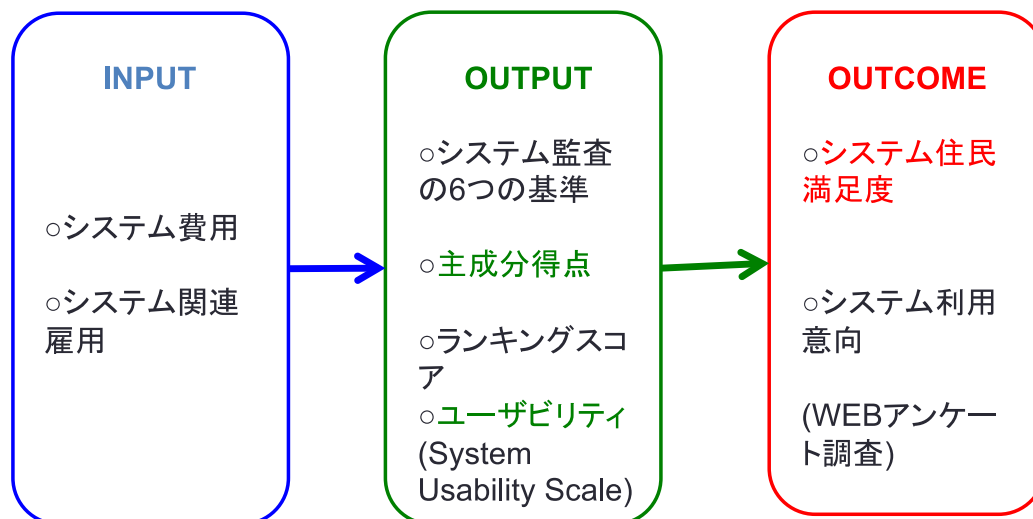 INPUT
○システム費用
○システム関連
雇用
OUTPUT
○システム監査
の6つの基準
○主成分得点
○ランキングスコ
ア
○ユーザビリティ
(System
Usability Scale)
OUTCOME
○システム住民
満足度
○システム利用
意向
(WEBアンケー
ト調査)